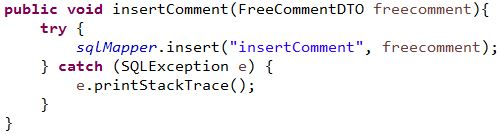 public void insertComment(FreeCommentDTO freecomment){
    try {
        sqlMapper.insert("insertComment", freecomment);
    } catch (SQLException e) {
        e.printStackTrace();
    }
}